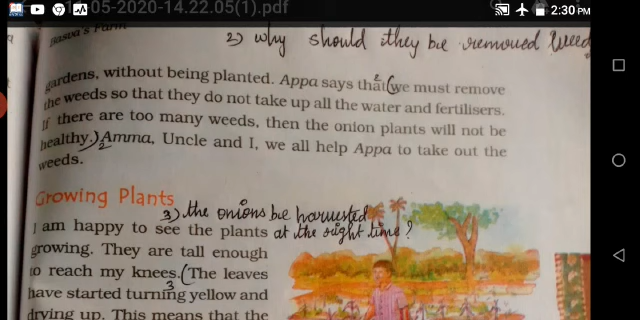 05-2020-14.22.05(1).pdf
2:30 PM
Basva's Farm
2) why should they be removed
gardens, without being planted. Appa says that (we must remove
2
the weeds so that they do not take up all the water and fertilisers.
If there are too many weeds, then the onion plants will not be
healthy.) Amma, Uncle and I, we all help Appa to take out the
2
weeds.
Growing Plants
3) the onions be harvested
I am happy to see the plants at the right time ?
growing. They are tall enough
to reach my knees. (The leaves
3
have started turning yellow and
drying up. This means that the